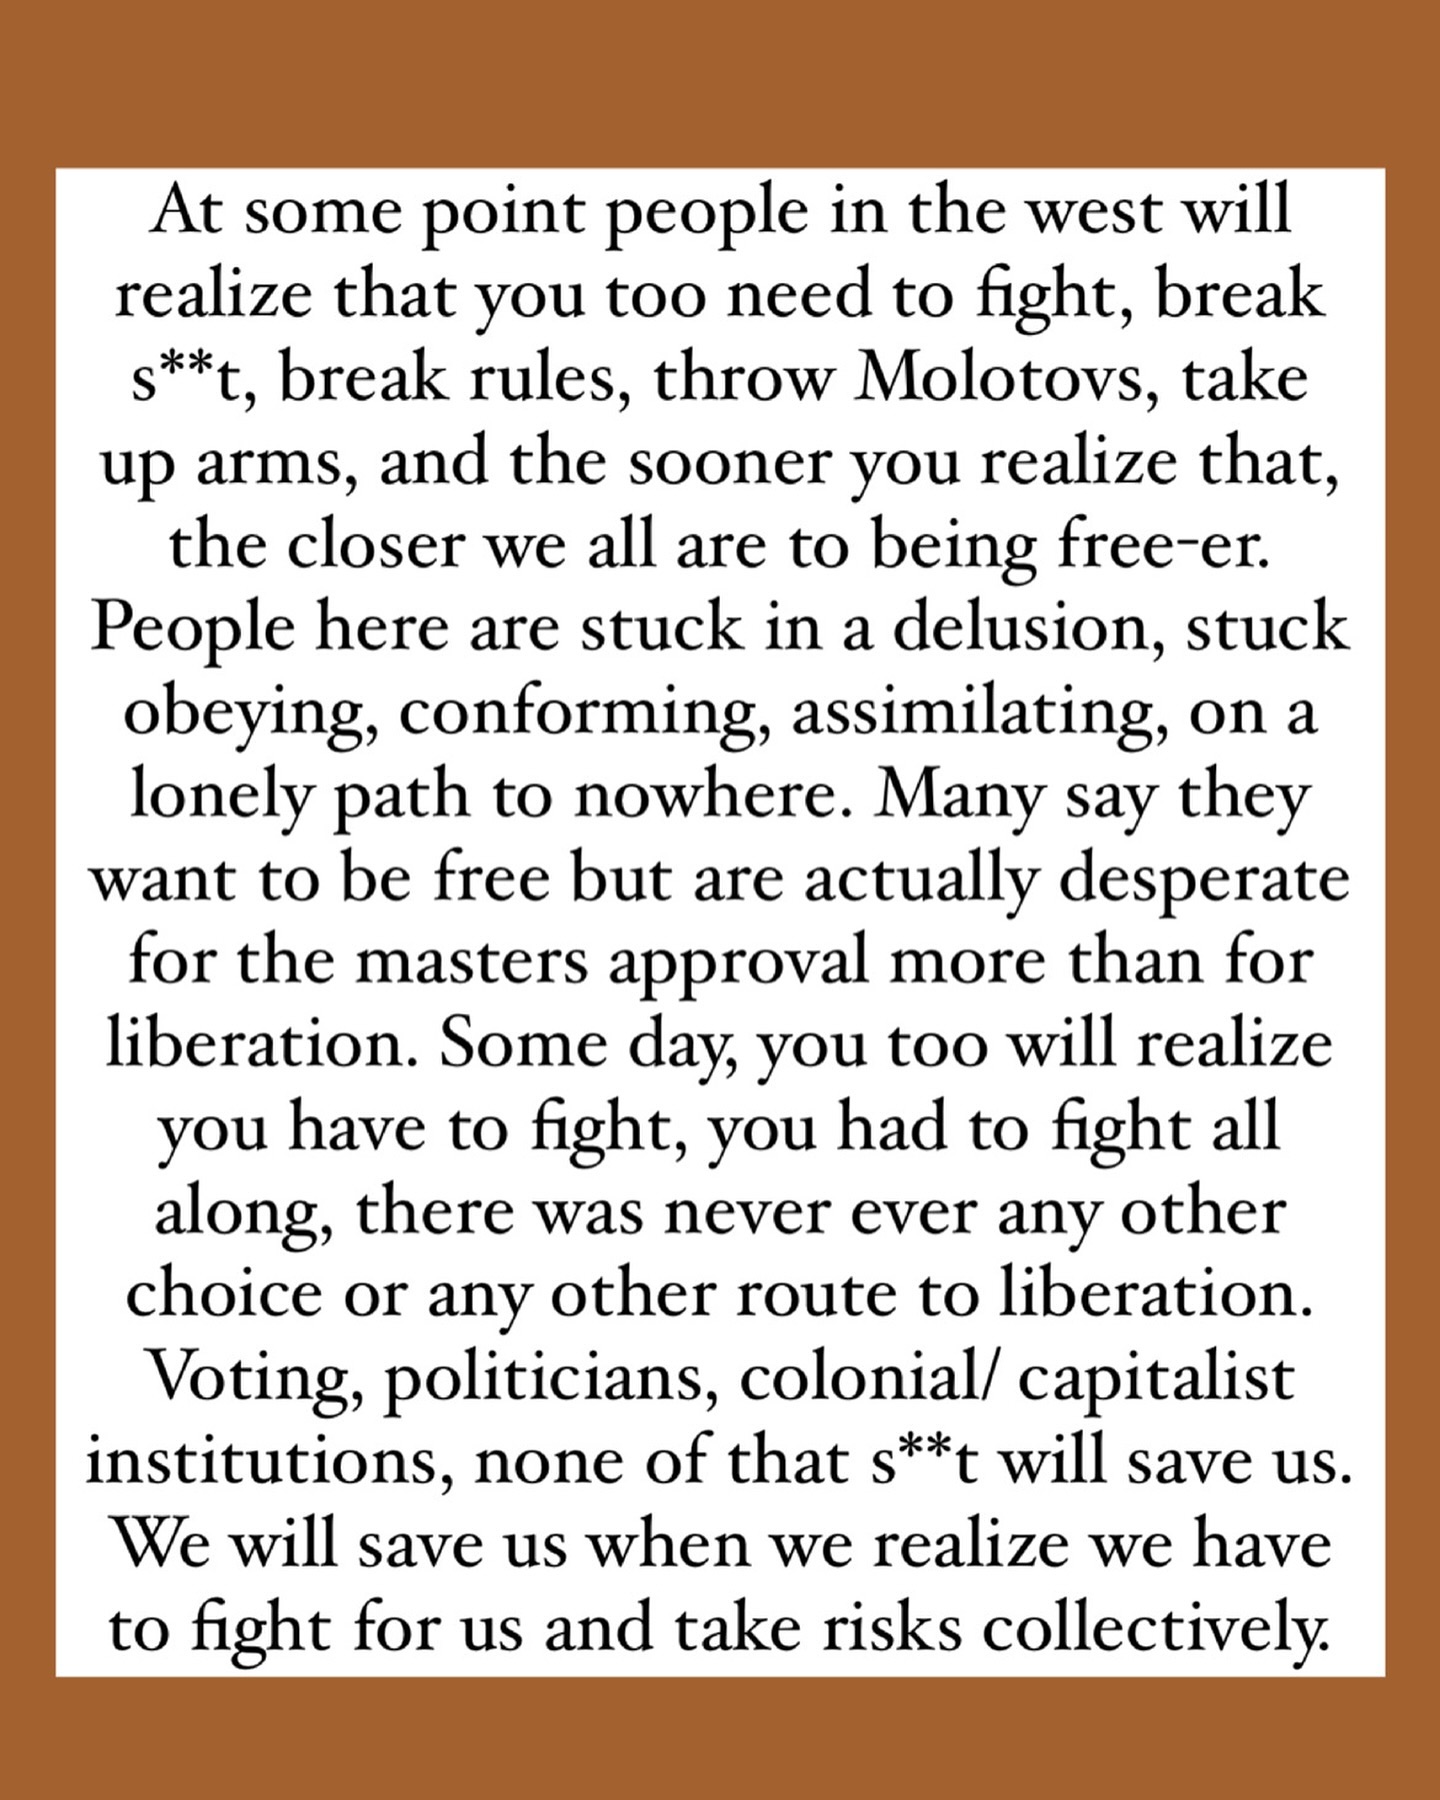 At some point people in the west will
realize that you too need to fight, break
s**t, break rules, throw Molotovs, take
up arms, and the sooner you realize that,
the closer we all are to being free-er.
People here are stuck in a delusion, stuck
obeying, conforming, assimilating, on a
lonely path to nowhere. Many say they
want to be free but are actually desperate
for the masters approval more than for
liberation. Some day, you too will realize
you have to fight, you had to fight all
along, there was never ever any other
choice or any other route to liberation.
Voting, politicians, colonial/ capitalist
institutions, none of that s**t will save us.
We will save us when we realize we have
to fight for us and take risks collectively.